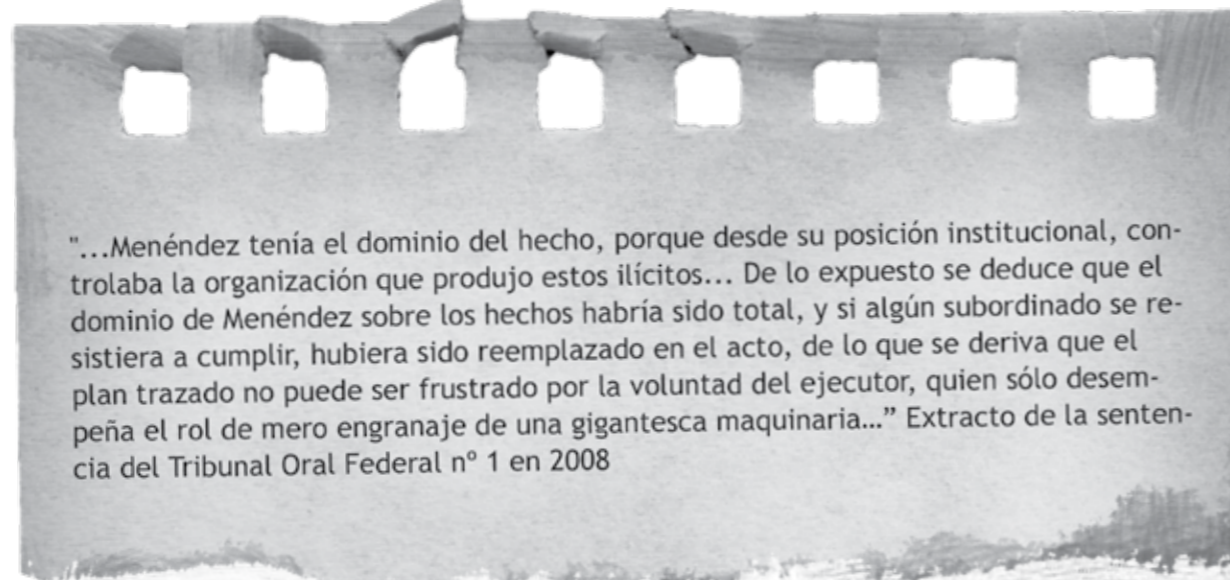 "...Menéndez tenía el dominio del hecho, porque desde su posición institucional, con-
trolaba la organización que produjo estos ilícitos... De lo expuesto se deduce que el
dominio de Menéndez sobre los hechos habría sido total, y si algún subordinado se re-
sistiera a cumplir, hubiera sido reemplazado en el acto, de lo que se deriva que el
plan trazado no puede ser frustrado por la voluntad del ejecutor, quien sólo desem-
peña el rol de mero engranaje de una gigantesca maquinaria...” Extracto de la senten-
cia del Tribunal Oral Federal nº 1 en 2008